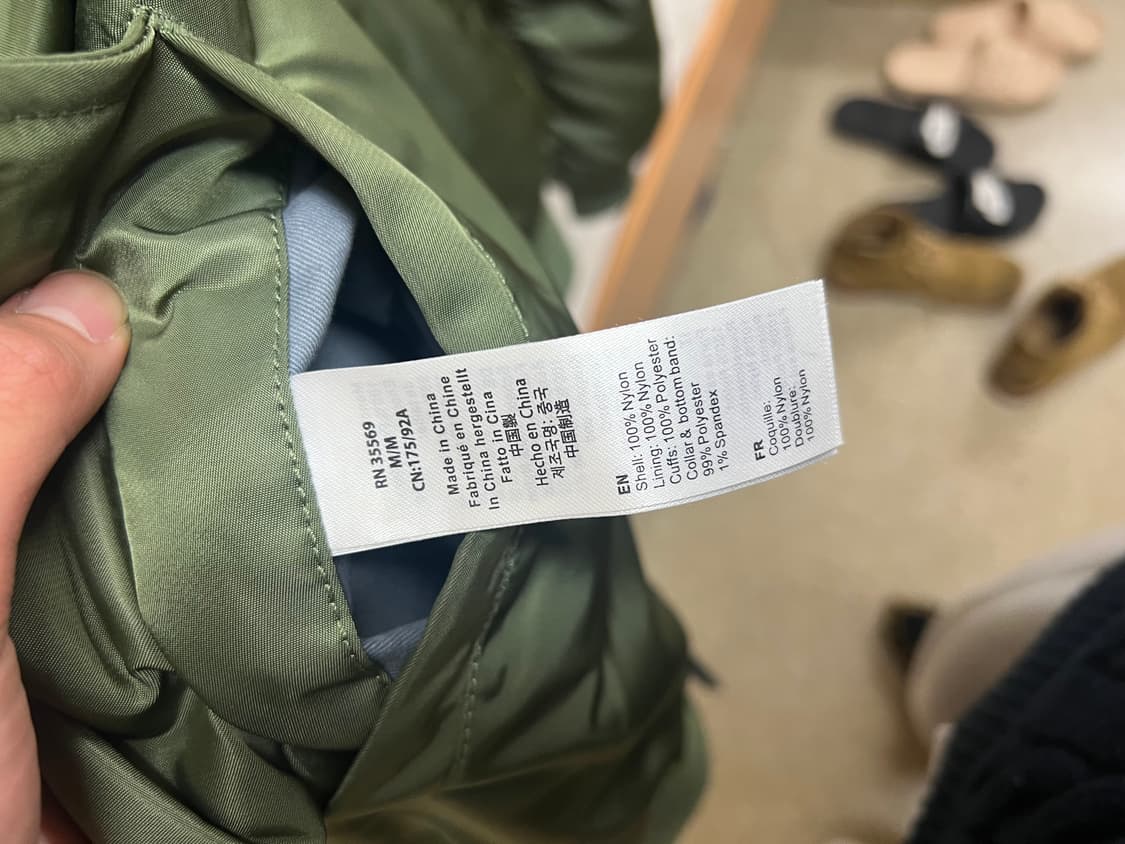 RN 35569
M/M
CN:175/92A
Made in China
Fabriqué en Chine
In China hergestellt
Fatto in Cina
中国製
Hecho en China
제조국명: 중국
中国制造
EN
Shell: 100% Nylon
Lining: 100% Nylon
Cuffs: 100% Polyester
Collar & bottom band:
99% Polyester
1% Spandex
FR
Coquille:
100% Nylon
Doublure:
100% Nylon